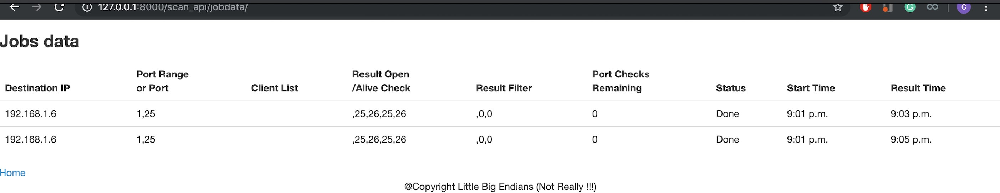 127.0.0.1:8000/scan_api/jobdata/
G
Jobs data
Destination IP Port Range or Port Client List Result Open /Alive Check Result Filter Port Checks Remaining Status Start Time Result Time
192.168.1.6 1,25 ,25,26,25,26 ,0,0 0 Done 9:01 p.m. 9:03 p.m.
192.168.1.6 1,25 ,25,26,25,26 ,0,0 0 Done 9:01 p.m. 9:05 p.m.
Home
@Copyright Little Big Endians (Not Really !!!)